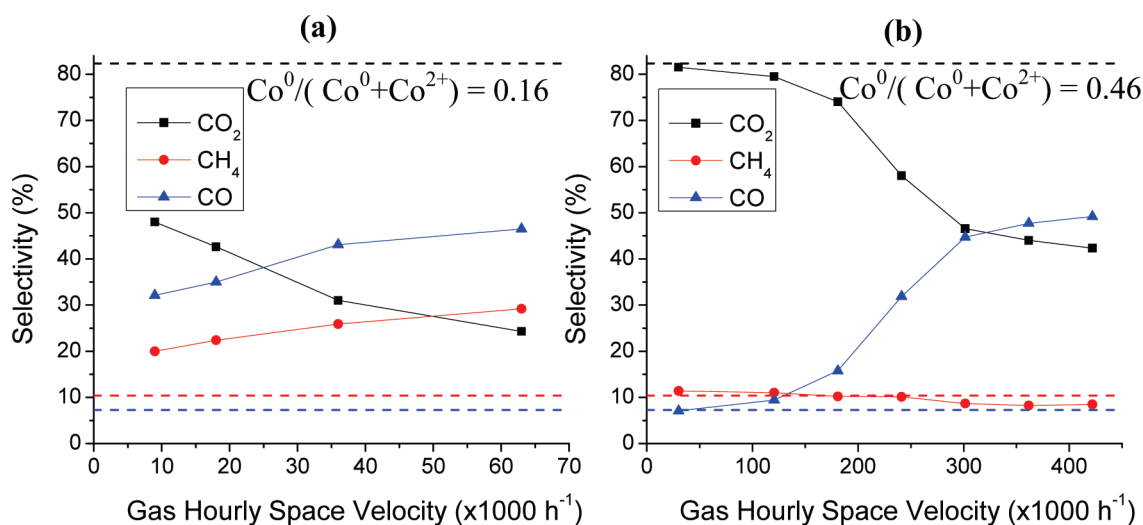 (a)
Co⁰/( Co⁰+Co²⁺) = 0.16
CO₂
CH₄
CO
Selectivity (%)
80
70
60
50
40
30
20
10
0
0 10 20 30 40 50 60 70
Gas Hourly Space Velocity (x1000 h⁻¹)
(b)
Co⁰/( Co⁰+Co²⁺) = 0.46
CO₂
CH₄
CO
Selectivity (%)
80
70
60
50
40
30
20
10
0
0 100 200 300 400
Gas Hourly Space Velocity (x1000 h⁻¹)